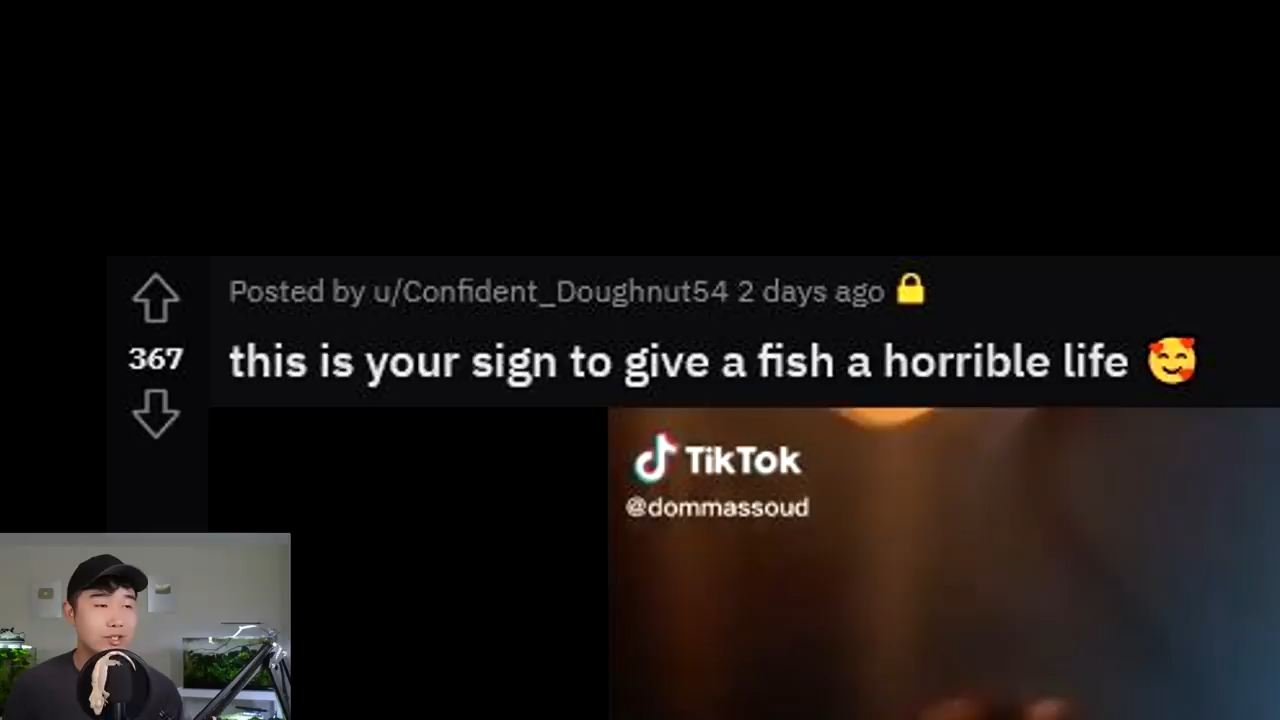 Posted by u/Confident_Doughnut54 2 days ago 🔒
367
this is your sign to give a fish a horrible life 🥰
TikTok
@dommassoud